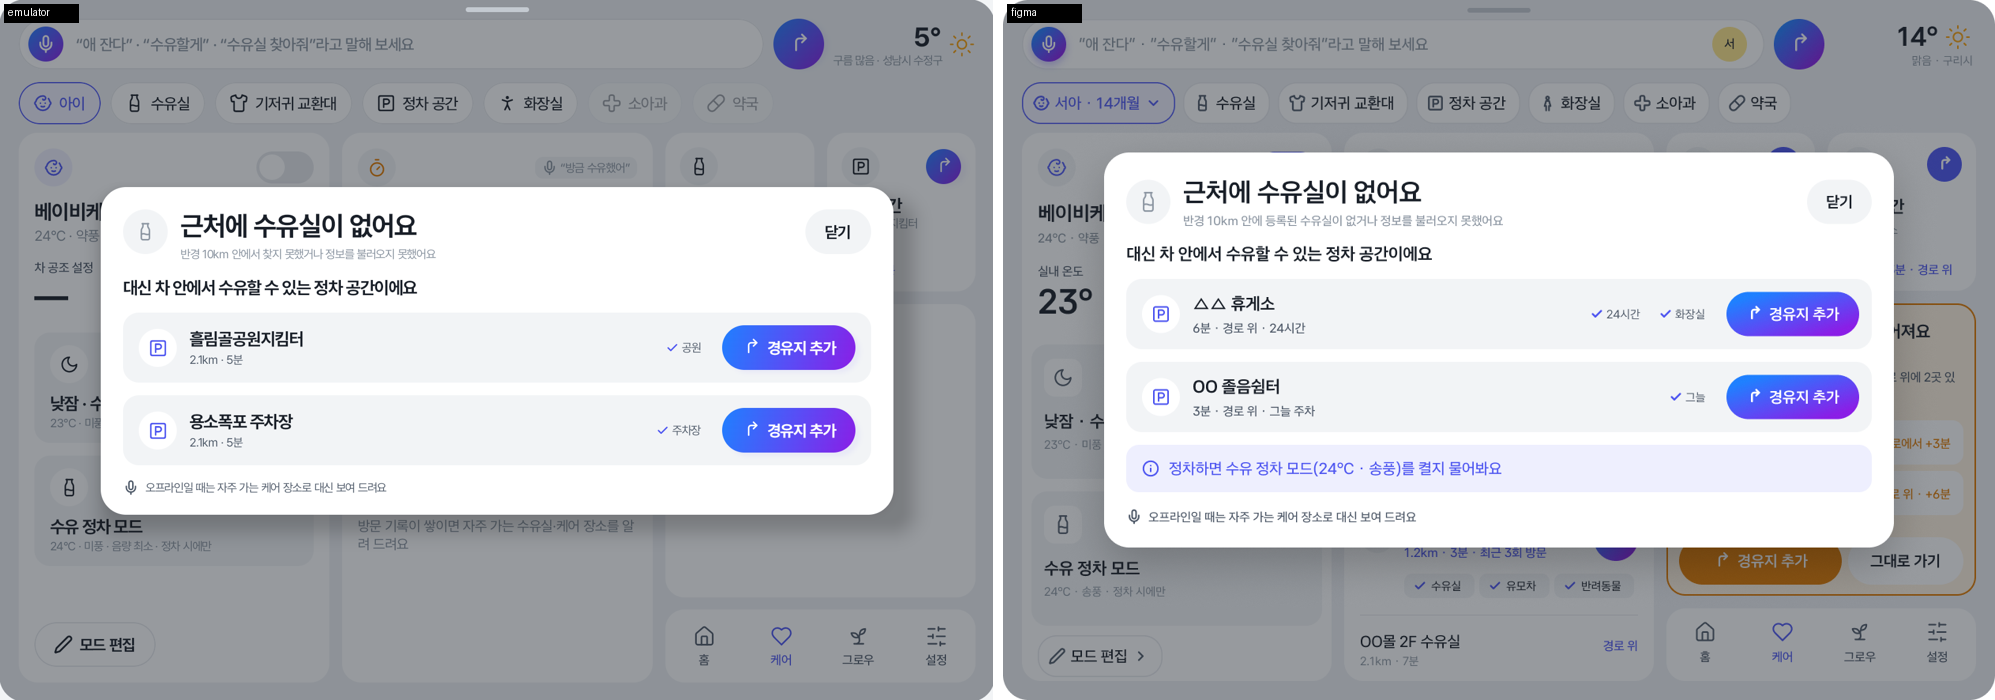 emulator
“애 잔다” · “수유할게” · “수유실 찾아줘”라고 말해 보세요
5°
구름 많음 · 성남시 수정구
아이
수유실
기저귀 교환대
정차 공간
화장실
소아과
약국
“방금 수유했어”
베이비케
24°C · 약풍
차 공조 설정
근처에 수유실이 없어요
반경 10km 안에서 찾지 못했거나 정보를 불러오지 못했어요
닫기
대신 차 안에서 수유할 수 있는 정차 공간이에요
흘림골공원지킴터
2.1km · 5분
공원
경유지 추가
용소폭포 주차장
2.1km · 5분
주차장
경유지 추가
오프라인일 때는 자주 가는 케어 장소로 대신 보여 드려요
간
지킴터
낮잠 · 수
23°C · 미풍
수유 정차 모드
24°C · 미풍 · 음량 최소 · 정차 시에만
모드 편집
방문 기록이 쌓이면 자주 가는 수유실·케어 장소를 알
려 드려요
홈
케어
그로우
설정
figma
“애 잔다” · “수유할게” · “수유실 찾아줘”라고 말해 보세요
서
14°
맑음 · 구리시
서아 · 14개월
수유실
기저귀 교환대
정차 공간
화장실
소아과
약국
베이비케
24°C · 약풍
실내 온도
23°
근처에 수유실이 없어요
반경 10km 안에 등록된 수유실이 없거나 정보를 불러오지 못했어요
닫기
대신 차 안에서 수유할 수 있는 정차 공간이에요
△△ 휴게소
6분 · 경로 위 · 24시간
24시간
화장실
경유지 추가
OO 졸음쉼터
3분 · 경로 위 · 그늘 주차
그늘
경유지 추가
정차하면 수유 정차 모드(24°C · 송풍)를 켤지 물어봐요
오프라인일 때는 자주 가는 케어 장소로 대신 보여 드려요
간
분 · 경로 위
어져요
로 위에 2곳 있
로에서 +3분
로 위 · +6분
경유지 추가
그대로 가기
낮잠 · 수
23°C · 미풍
수유 정차 모드
24°C · 송풍 · 정차 시에만
모드 편집
1.2km · 3분 · 최근 3회 방문
수유실
유모차
반려동물
OO몰 2F 수유실
2.1km · 7분
경로 위
홈
케어
그로우
설정